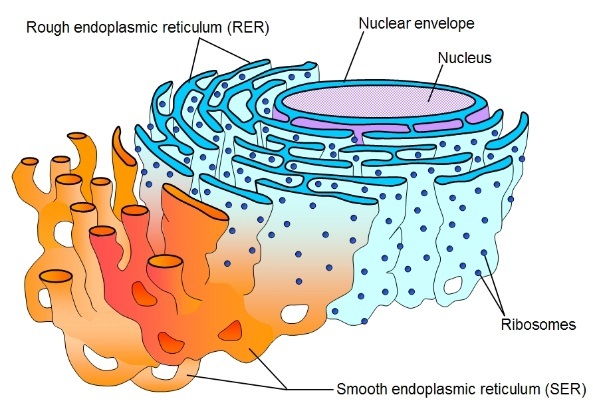 Nuclear envelope
Rough endoplasmic reticulum (RER)
Nucleus
Ribosomes
Smooth endoplasmic reticulum (SER)